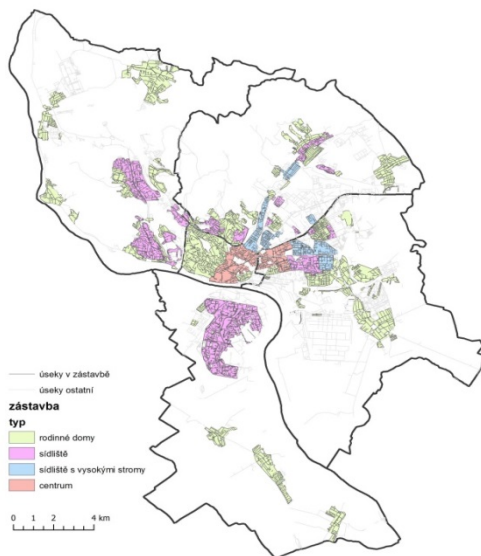 úseky v zástavbě
úseky ostatní
zástavba
typ
rodinné domy
sídliště
sídliště s vysokými stromy
centrum
0 1 2 4 km